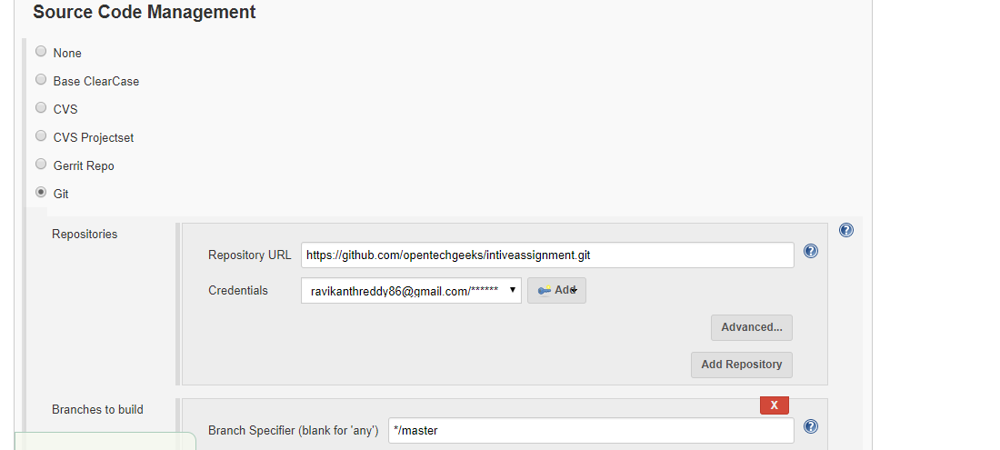 Source Code Management
None
Base ClearCase
CVS
CVS Projectset
Gerrit Repo
Git
Repositories
Repository URL https://github.com/opentechgeeks/intiveassignment.git
Credentials ravikanthreddy86@gmail.com/****** Add
Advanced...
Add Repository
Branches to build X
Branch Specifier (blank for 'any') */master